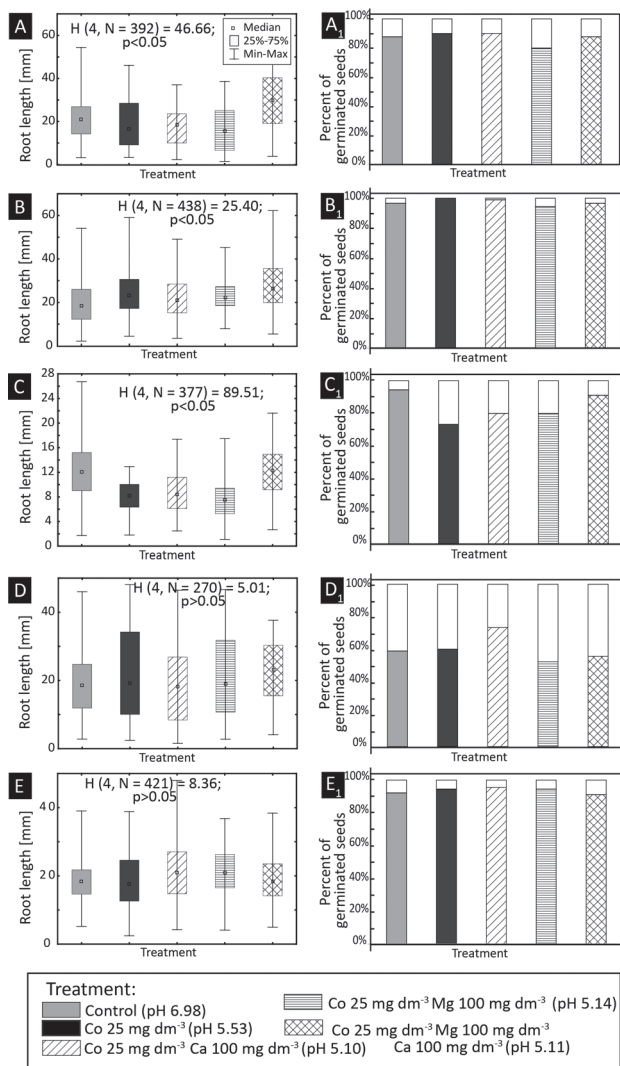 A
H (4, N = 392) = 46.66;
p<0.05
Median
25%-75%
Min-Max
Root length [mm]
60
40
20
0
Treatment
A1
Percent of
germinated seeds
100%
80%
60%
40%
20%
0%
Treatment
B
H (4, N = 438) = 25.40;
p<0.05
Root length [mm]
60
40
20
0
Treatment
B1
Percent of
germinated seeds
100%
80%
60%
40%
20%
0%
Treatment
C
H (4, N = 377) = 89.51;
p<0.05
Root length [mm]
28
24
20
16
12
8
4
0
Treatment
C1
Percent of
germinated seeds
100%
80%
60%
40%
20%
0%
Treatment
D
H (4, N = 270) = 5.01;
p>0.05
Root length [mm]
40
20
0
Treatment
D1
Percent of
germinated seeds
100%
80%
60%
40%
20%
0%
Treatment
E
H (4, N = 421) = 8.36;
p>0.05
Root length [mm]
60
40
20
0
Treatment
E1
Percent of
germinated seeds
100%
80%
60%
40%
20%
0%
Treatment
Treatment:
Control (pH 6.98)
Co 25 mg dm⁻³ (pH 5.53)
Co 25 mg dm⁻³ Ca 100 mg dm⁻³ (pH 5.10)
Co 25 mg dm⁻³ Mg 100 mg dm⁻³ (pH 5.14)
Co 25 mg dm⁻³ Mg 100 mg dm⁻³
Ca 100 mg dm⁻³ (pH 5.11)